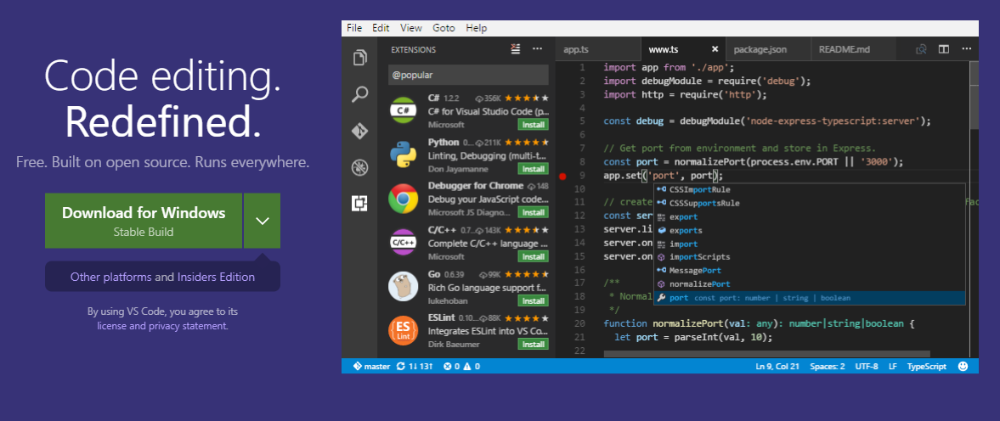 Code editing.
Redefined.
Free. Built on open source. Runs everywhere.
Download for Windows
Stable Build
Other platforms and Insiders Edition
By using VS Code, you agree to its
license and privacy statement.
File Edit View Goto Help
EXTENSIONS
@popular
C# 1.2.2 356K
C# for Visual Studio Code (p...
Microsoft Install
Python 0... 211K
Linting, Debugging (multi-t...
Don Jayamanne Install
Debugger for Chrome 148
Debug your JavaScript code...
Microsoft JS Diagno... Install
C/C++ 0.7... 143K
Complete C/C++ language ...
Microsoft Install
Go 0.6.39 99K
Rich Go language support f...
lukehoban Install
ESLint 0.10... 88K
Integrates ESLint into VS Co...
Dirk Baeumer Install
C#
C/C++
ES
Lint
app.ts www.ts package.json README.md
1 import app from './app';
2 import debugModule = require('debug');
3 import http = require('http');
4
5 const debug = debugModule('node-express-typescript:server');
6
7 // Get port from environment and store in Express.
8 const port = normalizePort(process.env.PORT || '3000');
9 app.set('port', port);
10
11 // create fac
12 const ser
13 server.li
14 server.on
15 server.on
16
17 /**
18 * Normal
19 */
20 function normalizePort(val: any): number|string|boolean {
21 let port = parseInt(val, 10);
22
CSSImportRule
CSSSupportsRule
export
exports
import
importScripts
MessagePort
normalizePort
port const port: number | string | boolean
master 1↓ 13↑ 0 0 Ln 9, Col 21 Spaces: 2 UTF-8 LF TypeScript